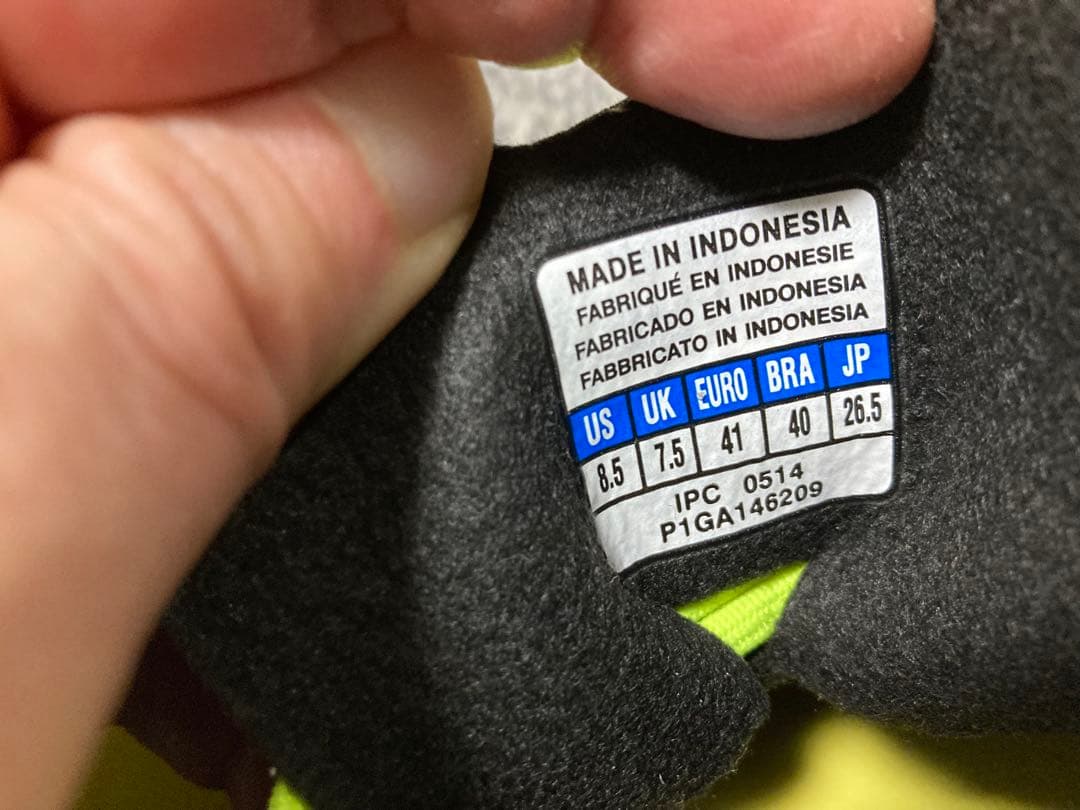 MADE IN INDONESIA
FABRIQUÉ EN INDONESIE
FABRICADO EN INDONESIA
FABBRICATO IN INDONESIA
US UK EURO BRA JP
8.5 7.5 41 40 26.5
IPC 0514
P1GA146209